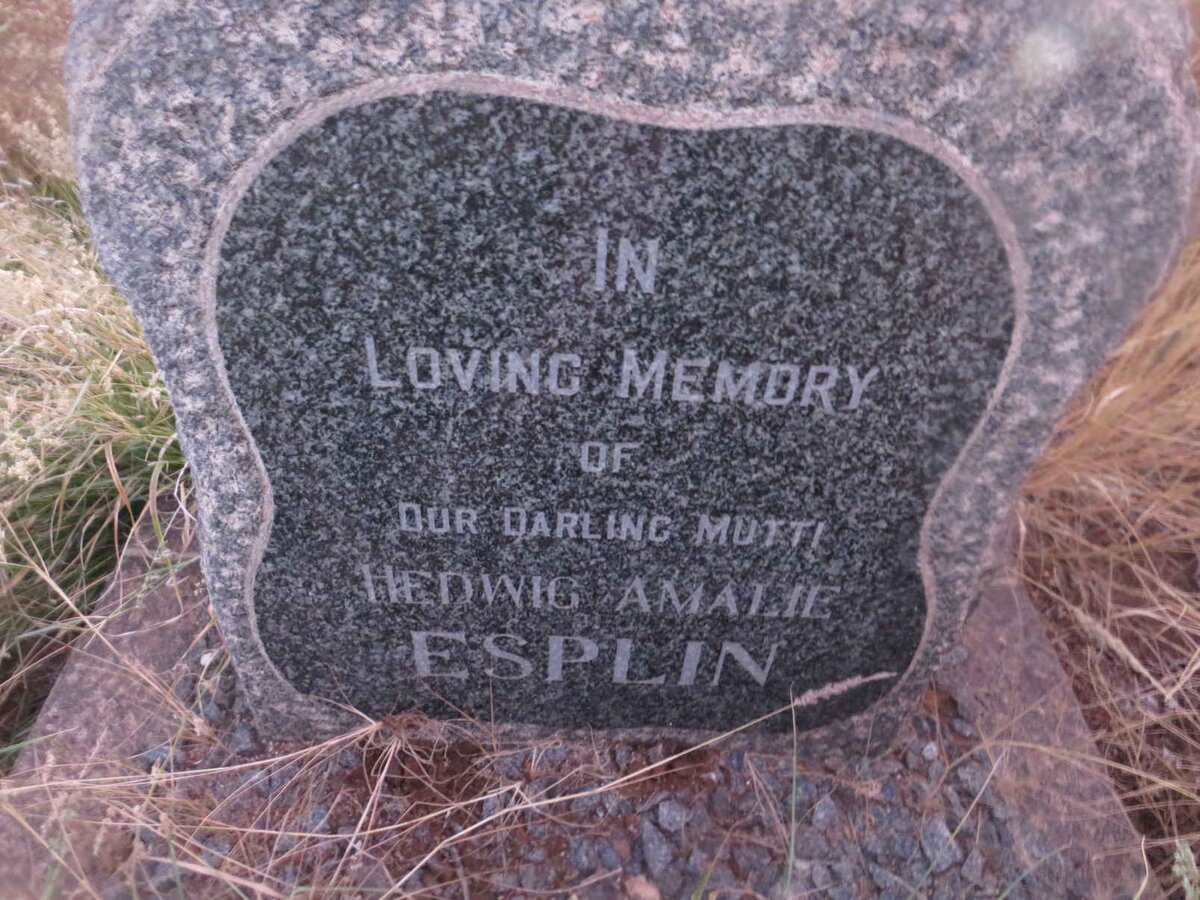 IN
LOVING MEMORY
OF
OUR DARLING MUTTI
HEDWIG AMALIE
ESPLIN